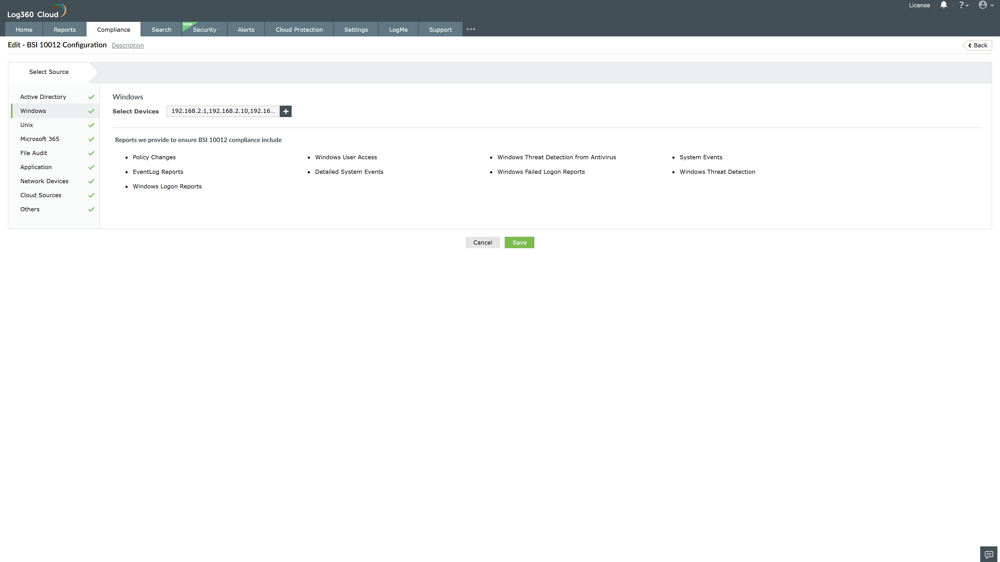 License
?
Log360 Cloud
Home Reports Compliance Search NEW Security Alerts Cloud Protection Settings LogMe Support
Edit - BSI 10012 Configuration Description
Back
Select Source
Active Directory
Windows
Unix
Microsoft 365
File Audit
Application
Network Devices
Cloud Sources
Others
Windows
Select Devices 192.168.2.1,192.168.2.10,192.16...
Reports we provide to ensure BSI 10012 compliance include
Policy Changes Windows User Access Windows Threat Detection from Antivirus System Events
EventLog Reports Detailed System Events Windows Failed Logon Reports Windows Threat Detection
Windows Logon Reports
Cancel Save